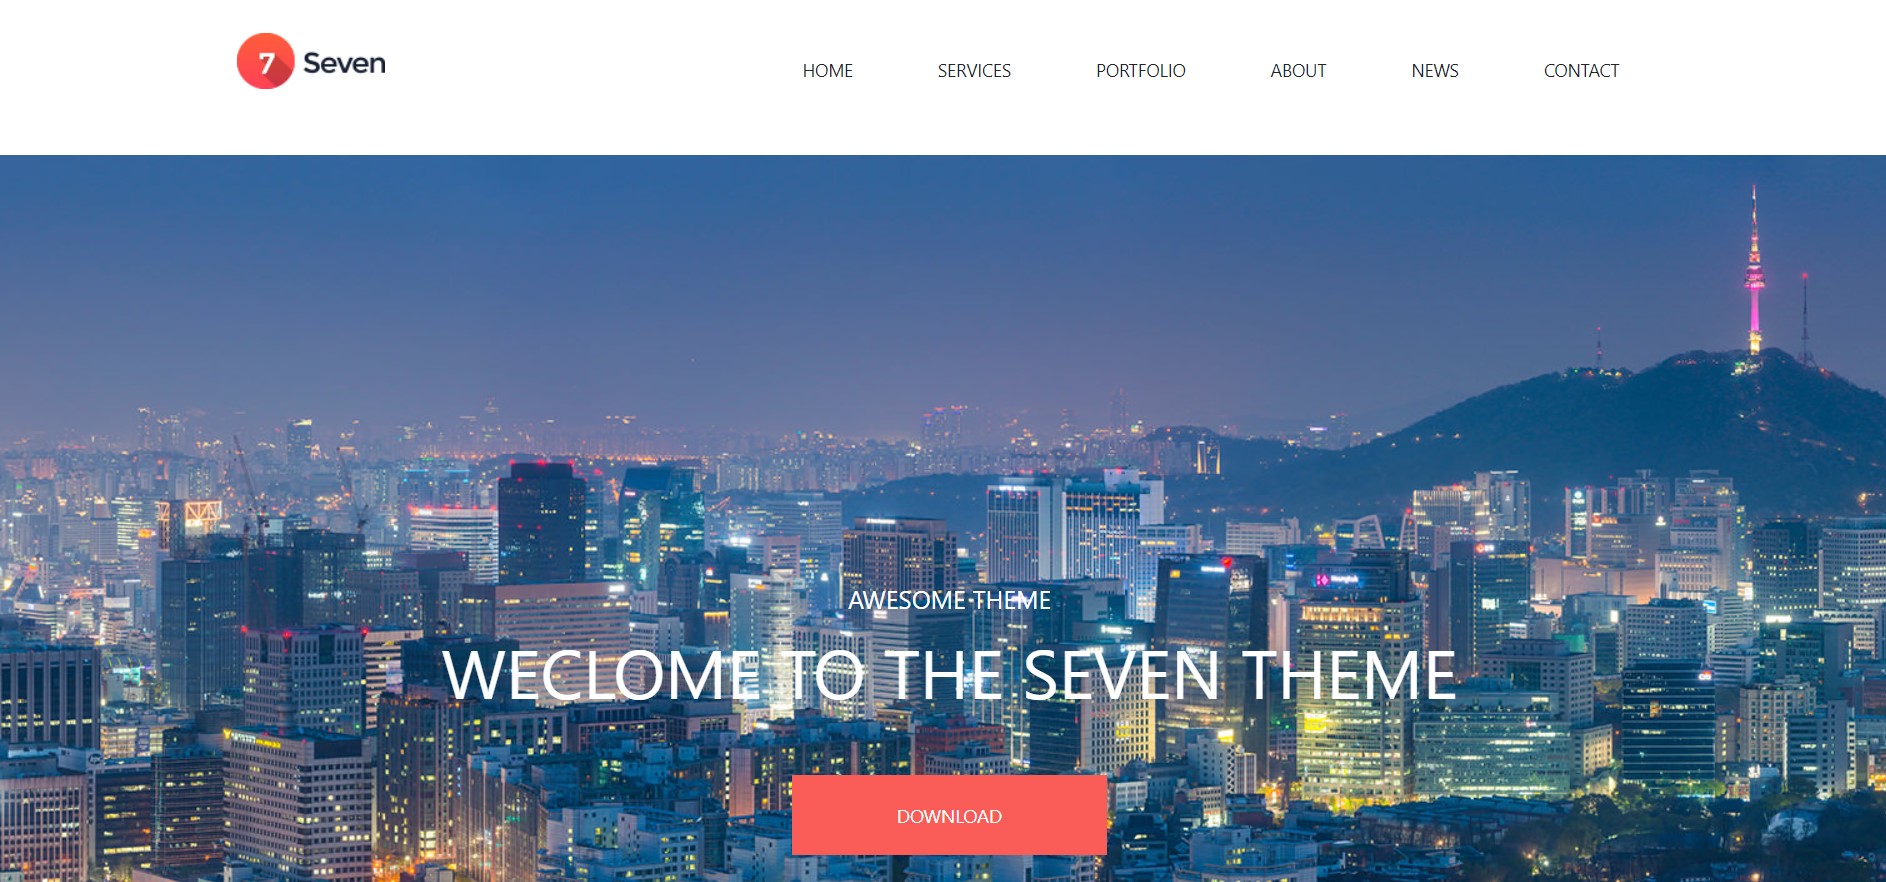 7 Seven
HOME SERVICES PORTFOLIO ABOUT NEWS CONTACT
AWESOME THEME
WECLOME TO THE SEVEN THEME
DOWNLOAD